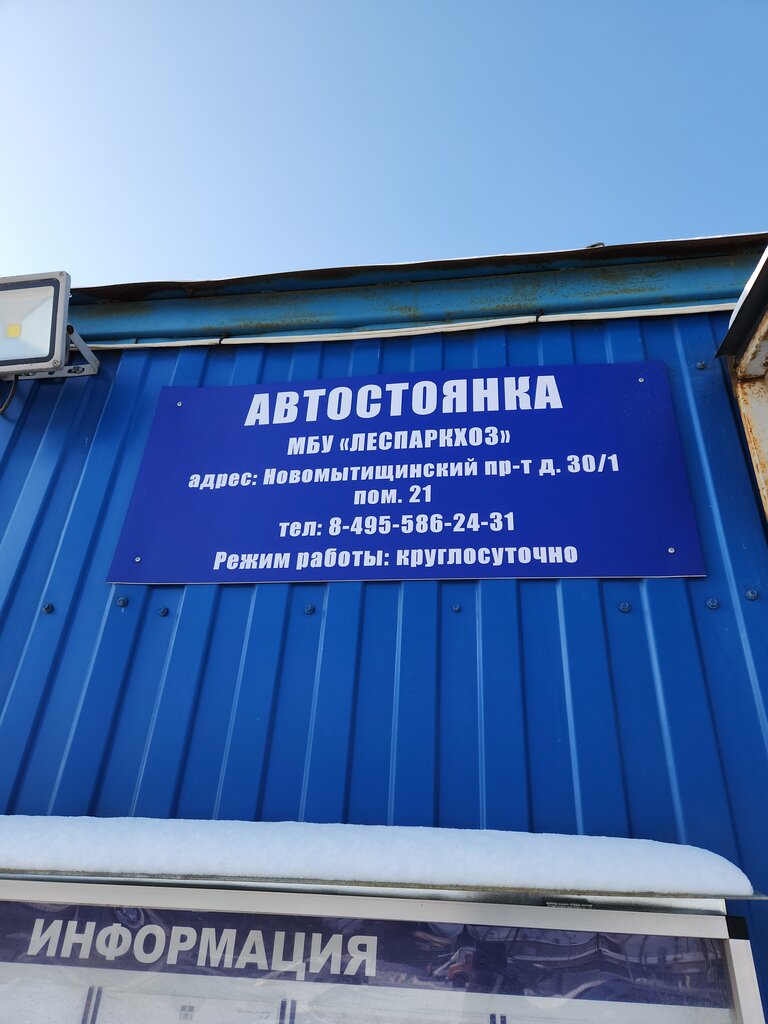 АВТОСТОЯНКА
МБУ «ЛЕСПАРКХОЗ»
адрес: Новомытищинский пр-т д. 30/1
пом. 21
тел: 8-495-586-24-31
Режим работы: круглосуточно
ИНФОРМАЦИЯ